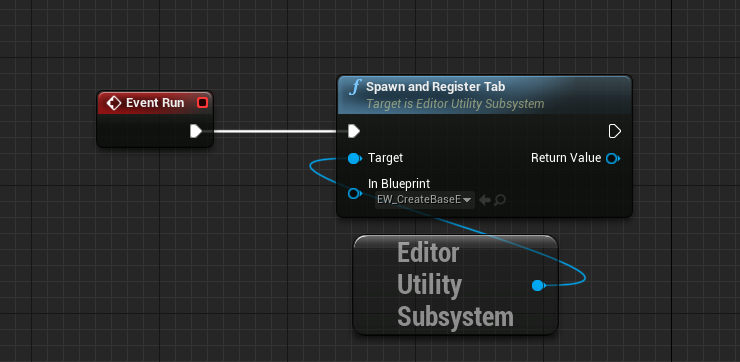 Event Run
f Spawn and Register Tab
Target is Editor Utility Subsystem
Target
Return Value
In Blueprint
EW_CreateBaseE
Editor
Utility
Subsystem